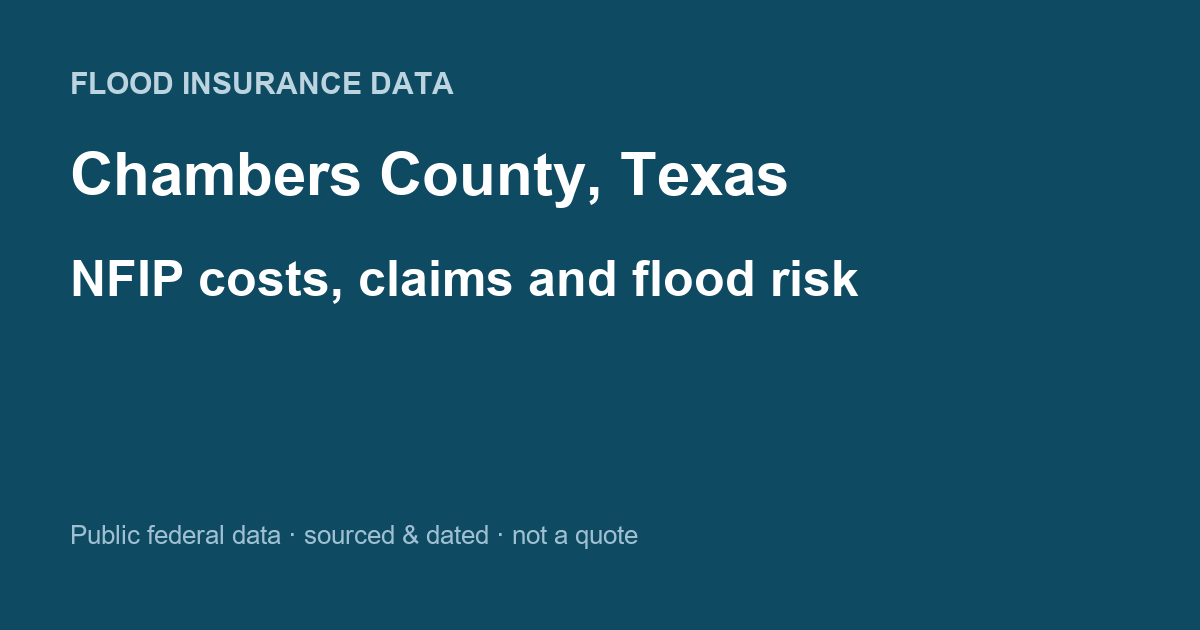 FLOOD INSURANCE DATA
Chambers County, Texas
NFIP costs, claims and flood risk
Public federal data · sourced & dated · not a quote